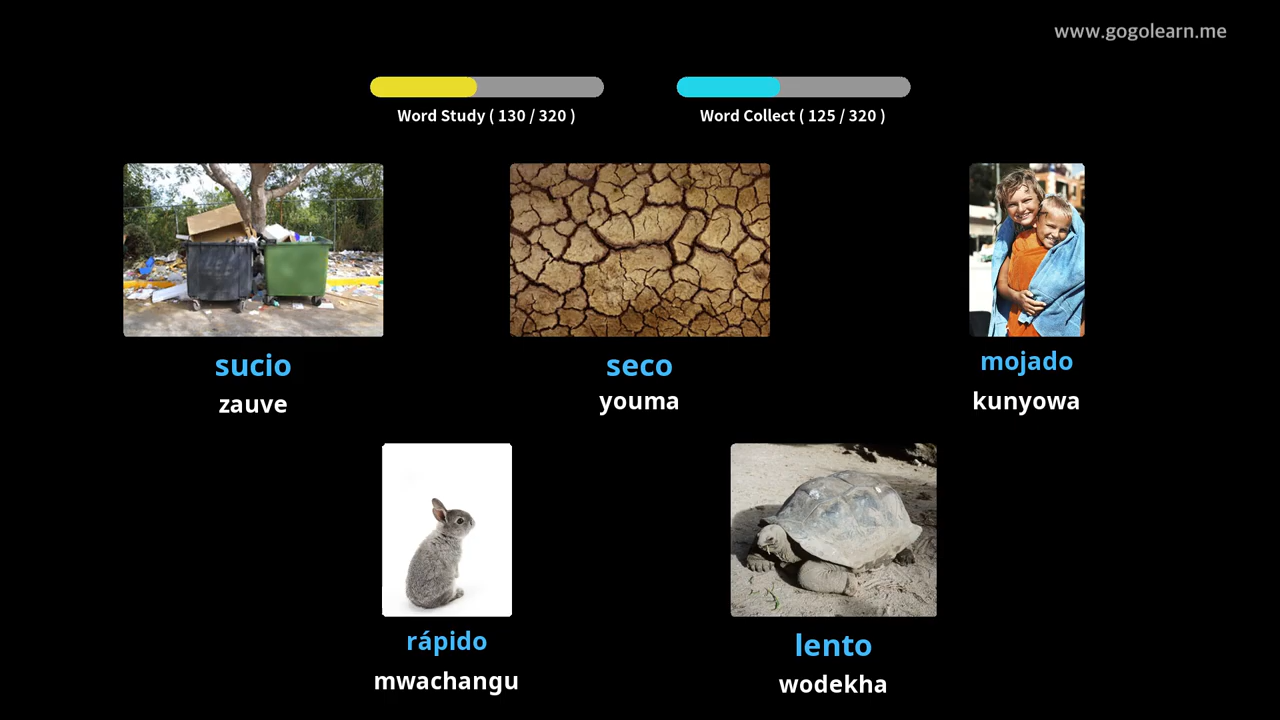 www.gogolearn.me
Word Study ( 130 / 320 )
Word Collect ( 125 / 320 )
sucio
zauve
seco
youma
mojado
kunyowa
rápido
mwachangu
lento
wodekha